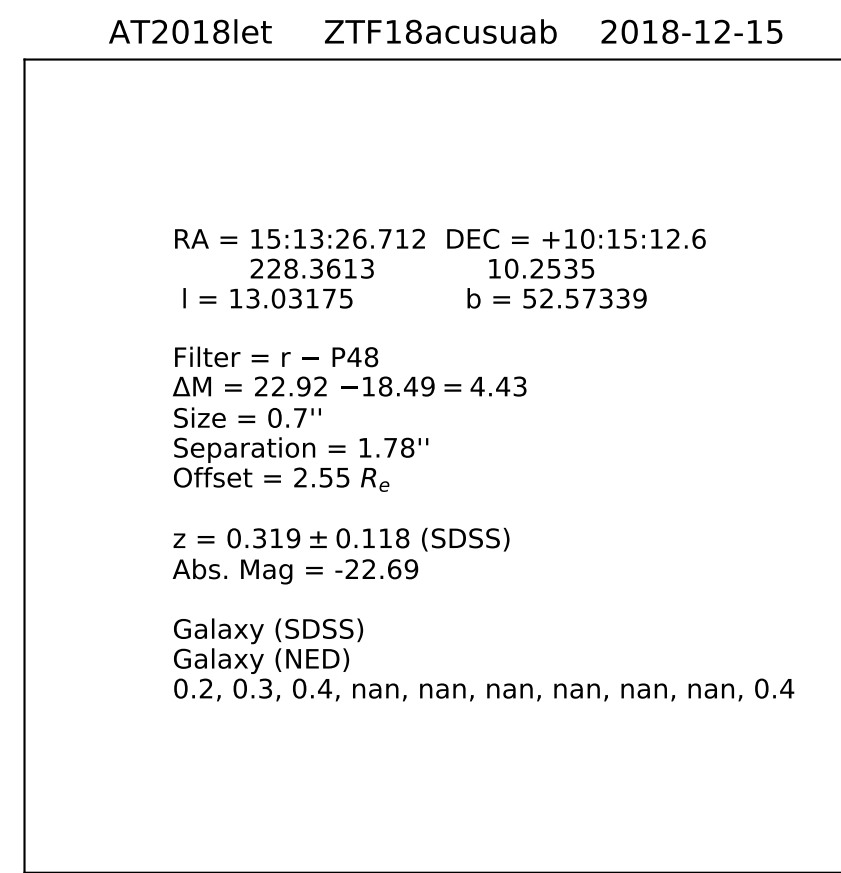 AT2018let ZTF18acusuab 2018-12-15
RA = 15:13:26.712 DEC = +10:15:12.6
228.3613 10.2535
l = 13.03175 b = 52.57339
Filter = r − P48
ΔM = 22.92 −18.49 = 4.43
Size = 0.7''
Separation = 1.78''
Offset = 2.55 Rₑ
z = 0.319 ± 0.118 (SDSS)
Abs. Mag = -22.69
Galaxy (SDSS)
Galaxy (NED)
0.2, 0.3, 0.4, nan, nan, nan, nan, nan, nan, 0.4